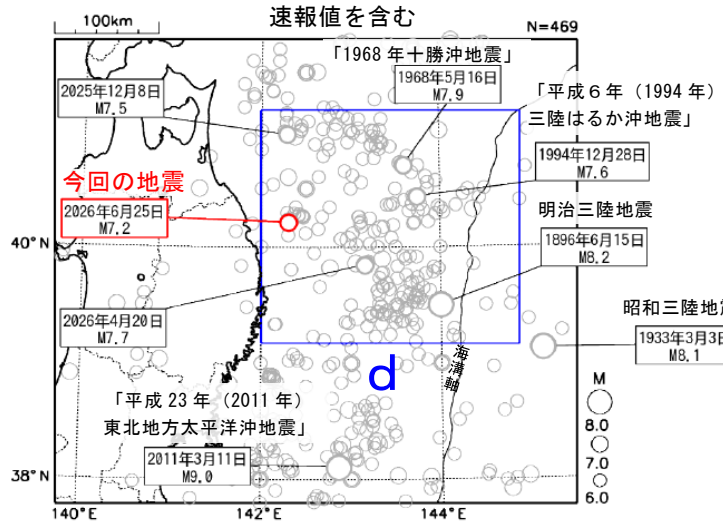 速報値を含む
100km
N=469
「1968 年十勝沖地震」
1968年5月16日
M7.9
2025年12月8日
M7.5
「平成６年（1994 年）
三陸はるか沖地震」
1994年12月28日
M7.6
今回の地震
2026年6月25日
M7.2
明治三陸地震
1896年6月15日
M8.2
40°N
2026年4月20日
M7.7
昭和三陸地震
1933年3月3日
M8.1
海溝軸
d
「平成 23 年（2011 年）
東北地方太平洋沖地震」
2011年3月11日
M9.0
M
8.0
7.0
6.0
38°N
140°E
142°E
144°E